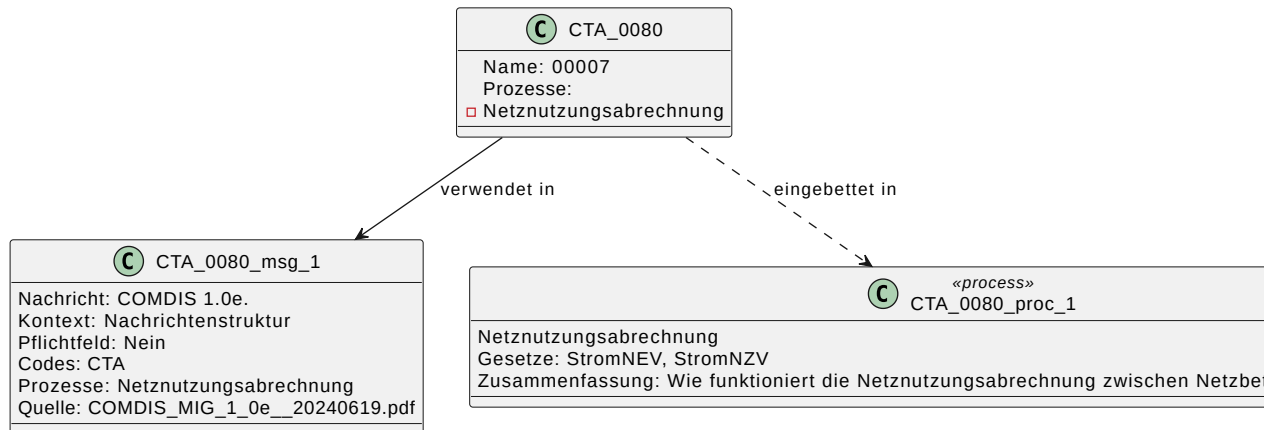 C CTA_0080
Name: 00007
Prozesse:
Netznutzungsabrechnung
verwendet in
eingebettet in
C CTA_0080_msg_1
Nachricht: COMDIS 1.0e.
Kontext: Nachrichtenstruktur
Pflichtfeld: Nein
Codes: CTA
Prozesse: Netznutzungsabrechnung
Quelle: COMDIS_MIG_1_0e__20240619.pdf
C «process»
CTA_0080_proc_1
Netznutzungsabrechnung
Gesetze: StromNEV, StromNZV
Zusammenfassung: Wie funktioniert die Netznutzungsabrechnung zwischen Netzbet